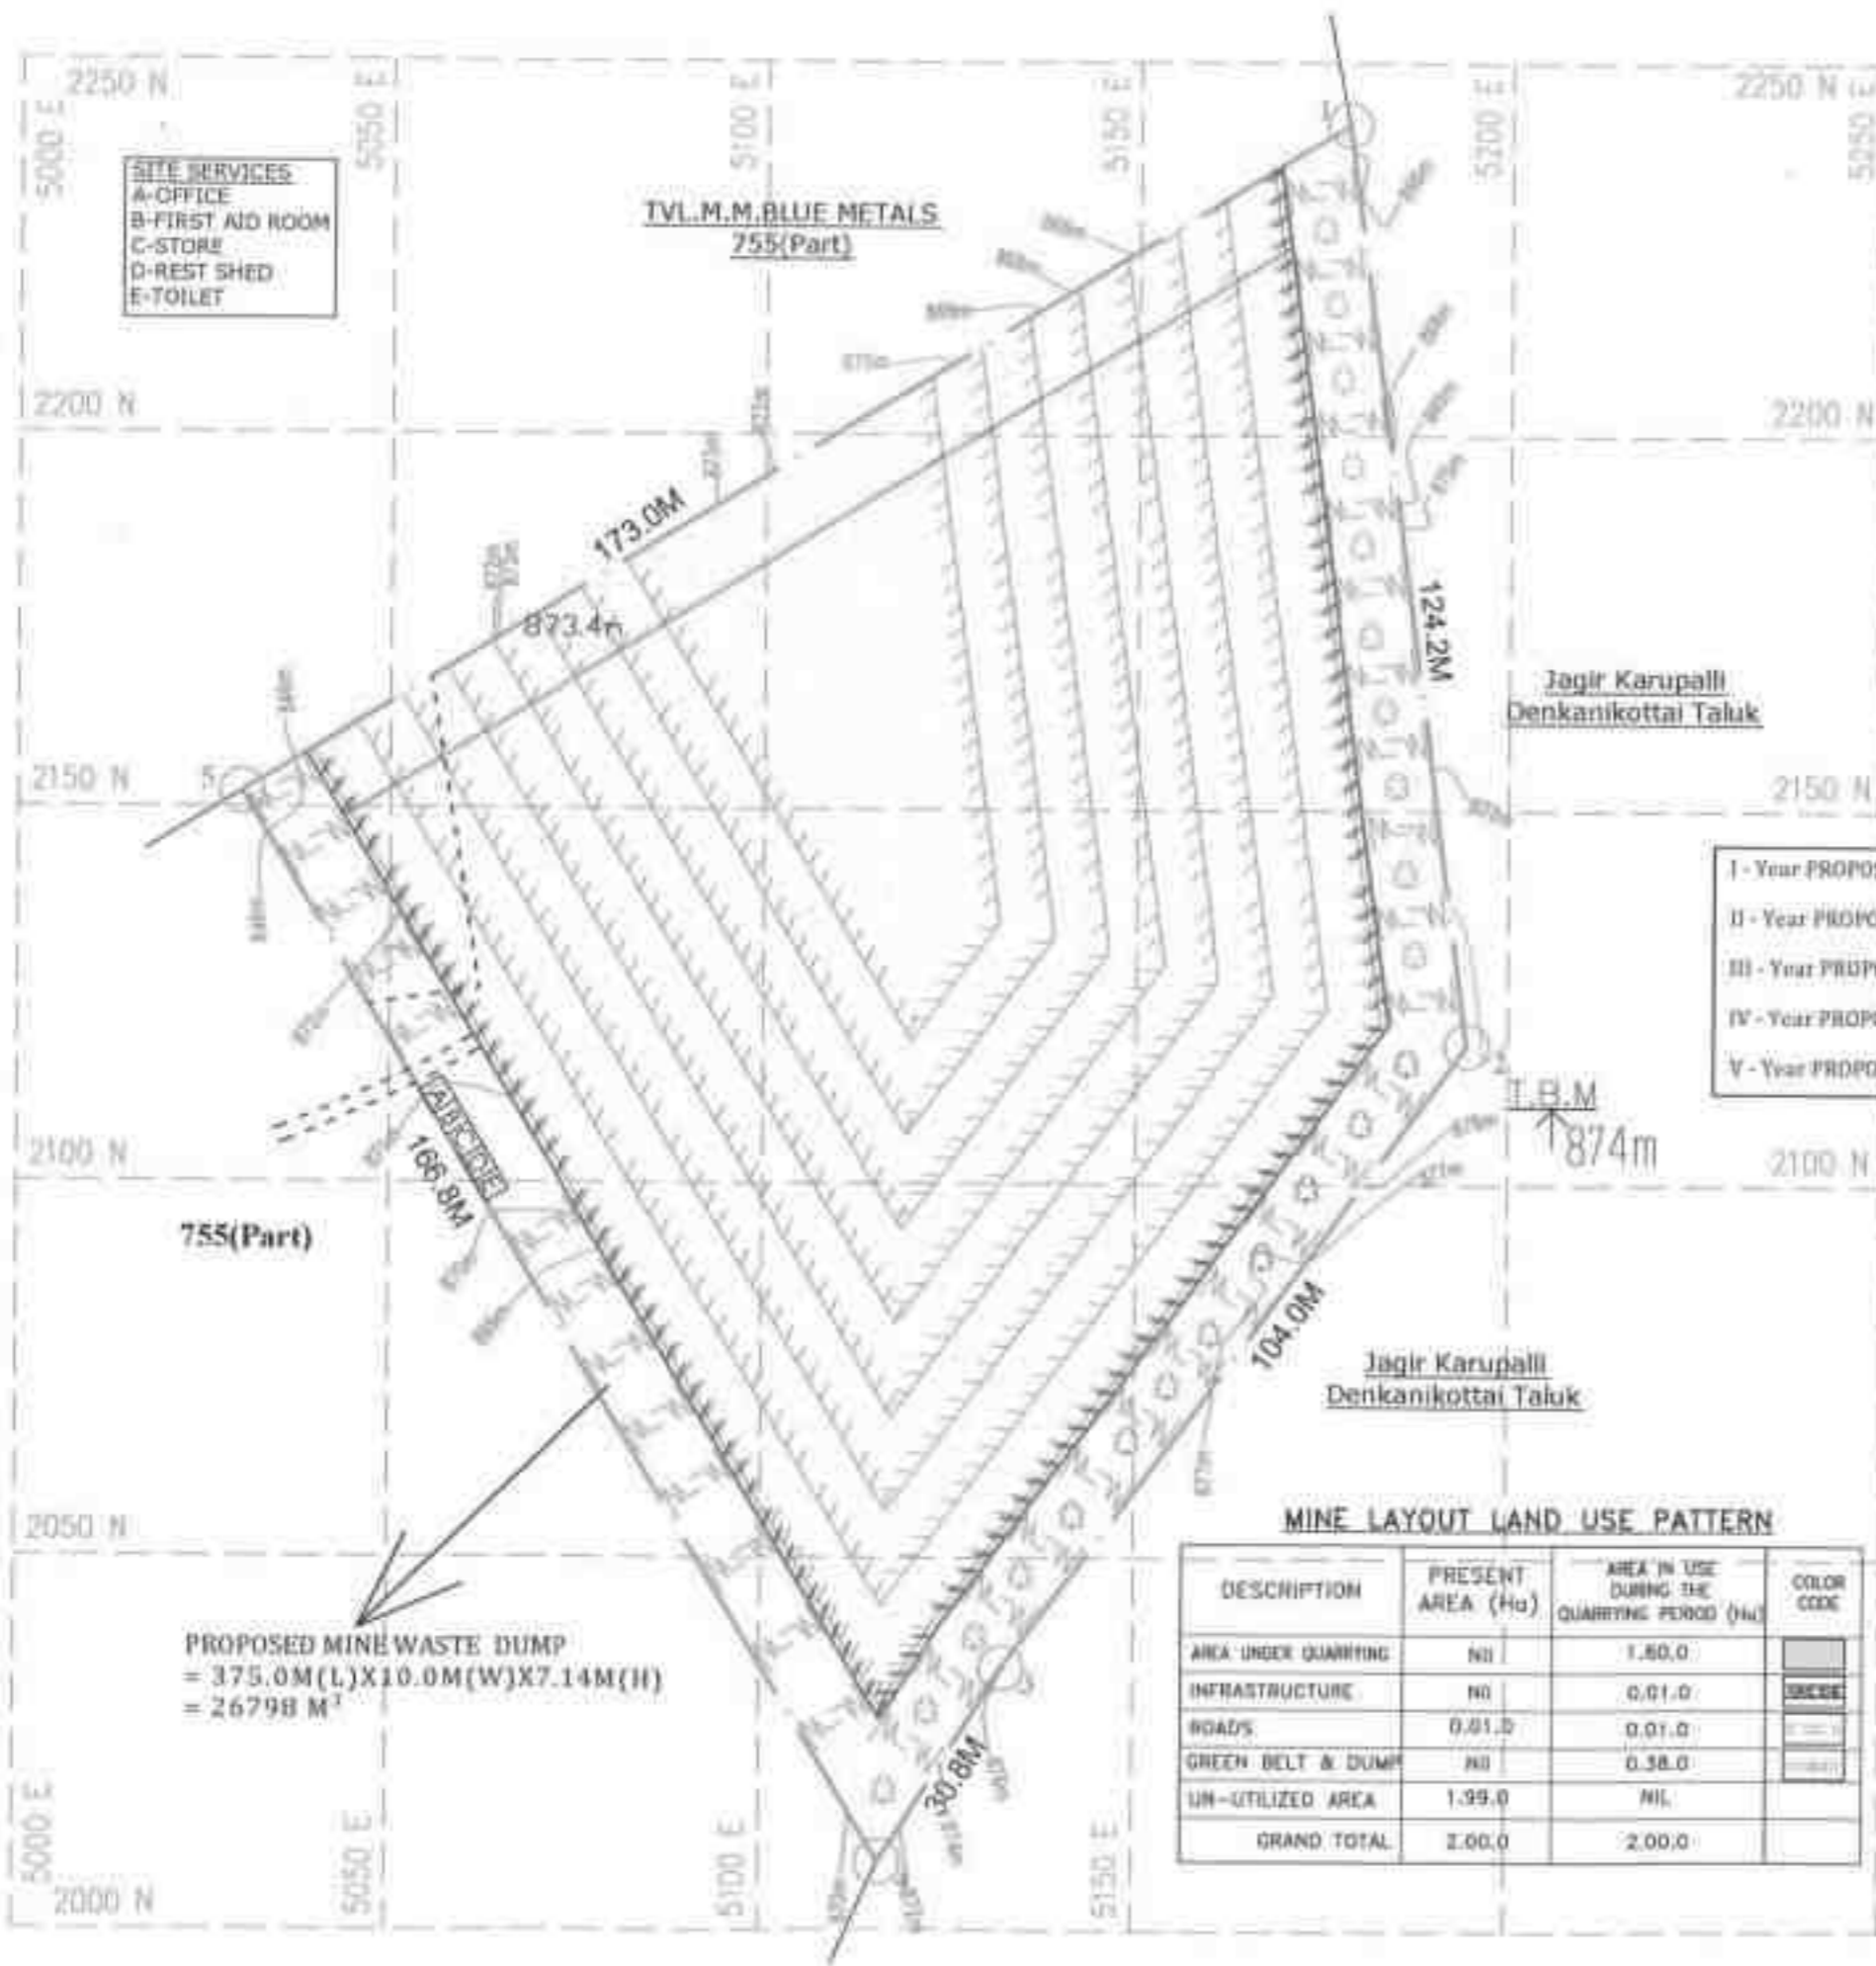 2250 N
2250 N
5000 E
5050 E
5100 E
5150 E
5200 E
5250 E
SITE SERVICES
A-OFFICE
B-FIRST AID ROOM
C-STORE
D-REST SHED
E-TOILET
TVL.M.M.BLUE METALS
755(Part)
1
2200 N
2200 N
173.0M
873.4m
124.2M
Jagir Karupalli
Denkanikottai Taluk
2150 N
5
2150 N
I - Year PROPOS
II - Year PROPO
III - Year PROPO
IV - Year PROPO
V - Year PROPO
2
T.B.M
874m
ABCDE
166.8M
2100 N
2100 N
755(Part)
104.0M
Jagir Karupalli
Denkanikottai Taluk
2050 N
PROPOSED MINE WASTE DUMP
= 375.0M(L)X10.0M(W)X7.14M(H)
= 26798 M³
3
30.8M
MINE LAYOUT LAND USE PATTERN
DESCRIPTION PRESENT AREA (Ha) AREA IN USE DURING THE QUARRYING PERIOD (Ha) COLOR CODE
AREA UNDER QUARRYING Nil 1.60.0
INFRASTRUCTURE Nil 0.01.0
ROADS 0.01.0 0.01.0
GREEN BELT & DUMP Nil 0.38.0
UN-UTILIZED AREA 1.99.0 NIL
GRAND TOTAL 2.00.0 2.00.0
5000 E
5050 E
5100 E
5150 E
2000 N